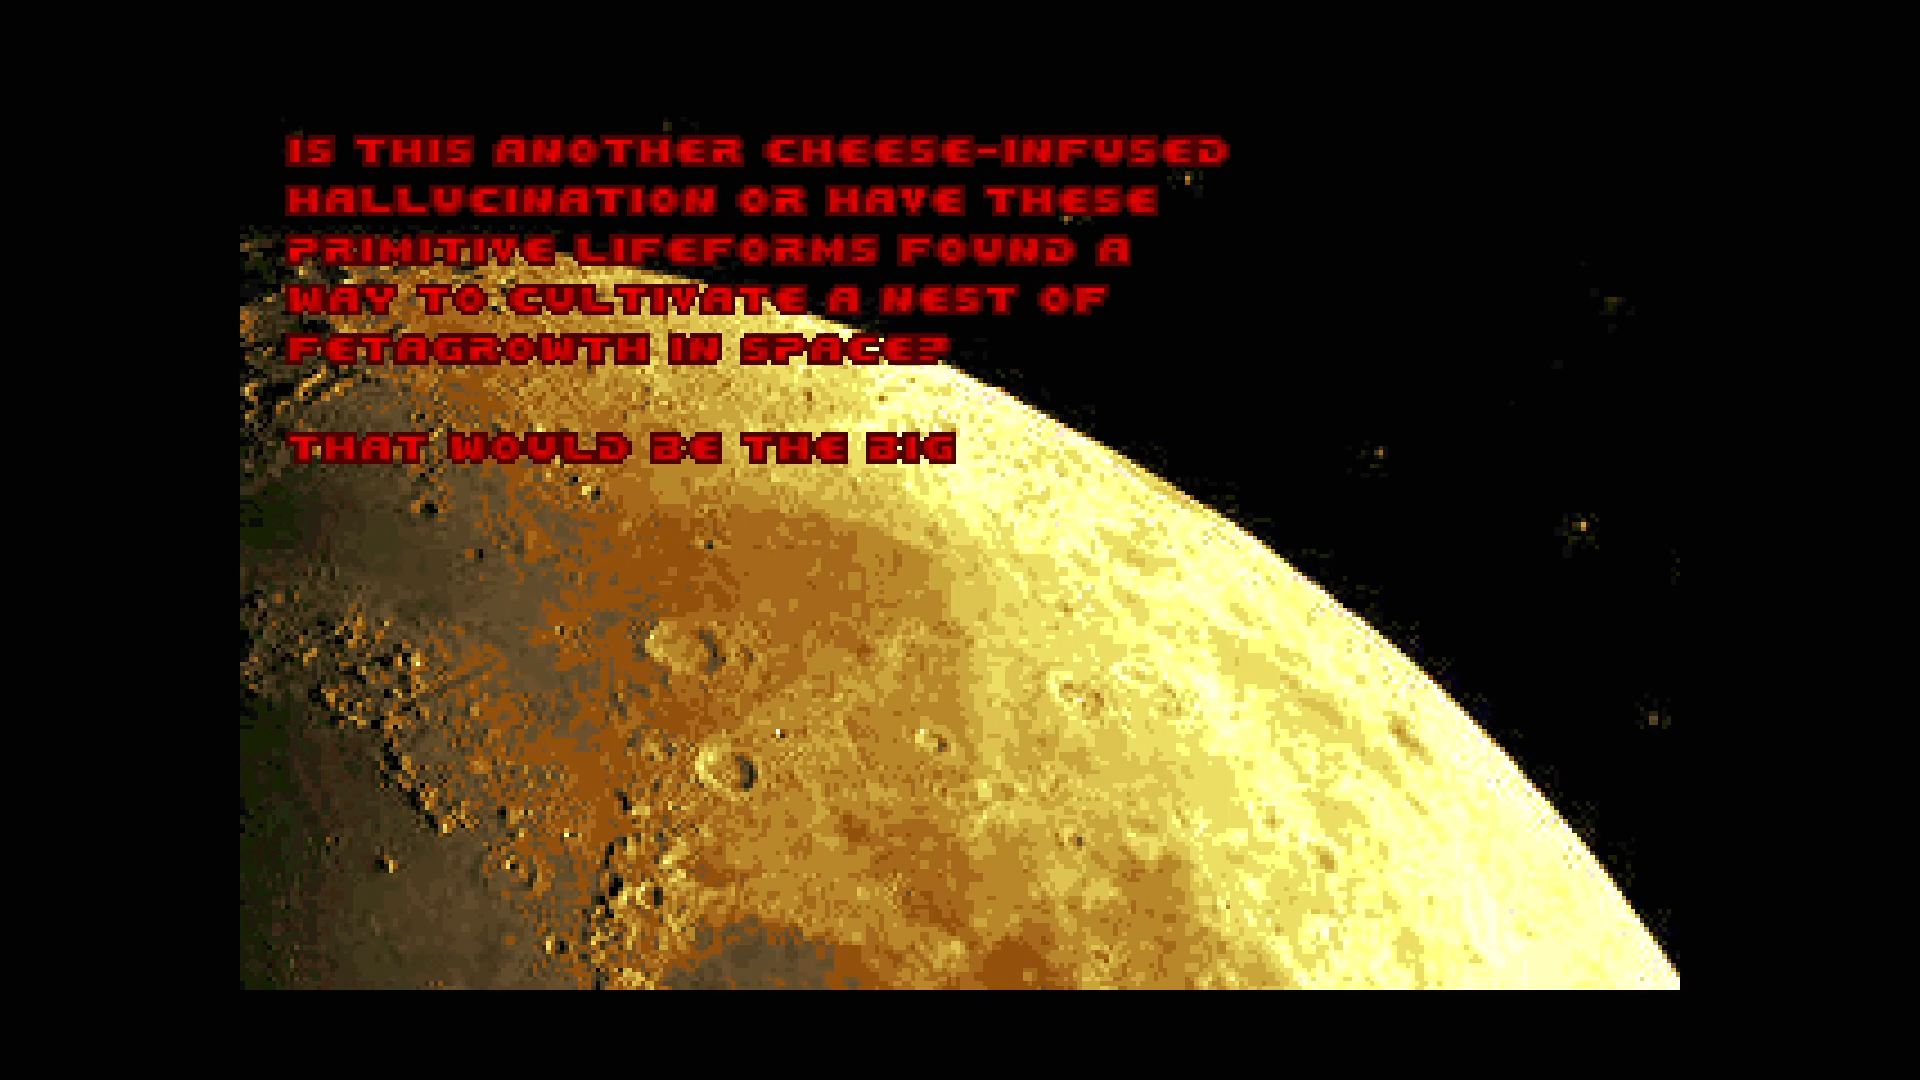 IS THIS ANOTHER CHEESE-INFUSED
HALLUCINATION OR HAVE THESE
PRIMITIVE LIFEFORMS FOUND A
WAY TO CULTIVATE A NEST OF
FETAGROWTH IN SPACE?
THAT WOULD BE THE BIG